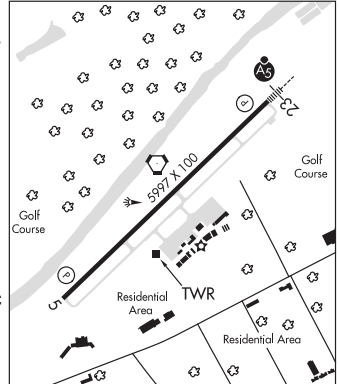 P
A5
23
5997 X 100
Golf
Course
Golf
Course
P
5
TWR
Residential
Area
Residential Area